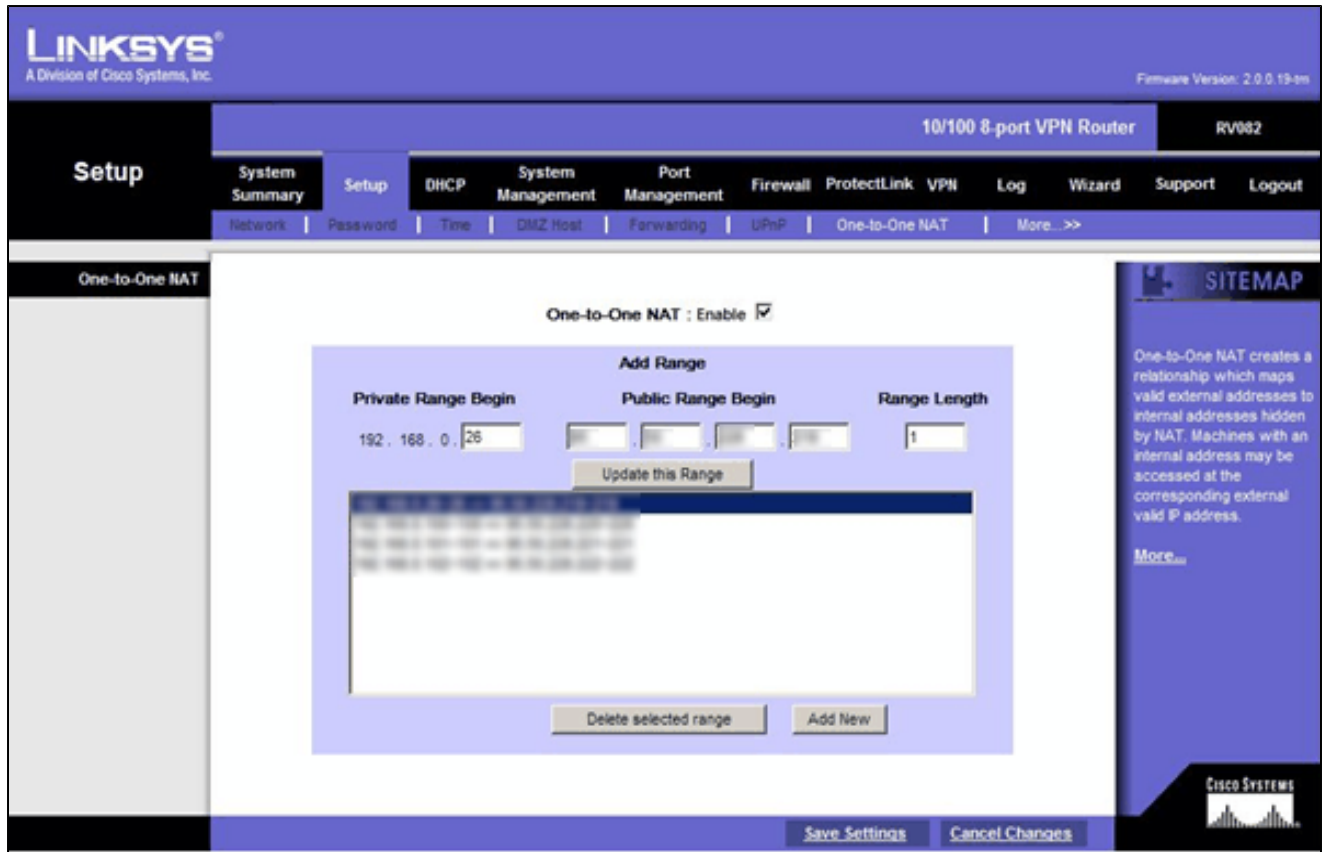 LINKSYS®
A Division of Cisco Systems, Inc.
Firmware Version: 2.0.0.19-tm
10/100 8-port VPN Router
RV082
Setup
System Summary
Setup
DHCP
System Management
Port Management
Firewall
ProtectLink
VPN
Log
Wizard
Support
Logout
Network | Password | Time | DMZ Host | Forwarding | UPnP | One-to-One NAT | More...>>
One-to-One NAT
One-to-One NAT : Enable
Add Range
Private Range Begin
Public Range Begin
Range Length
192 . 168 . 0 . 26
. . .
1
Update this Range
Delete selected range
Add New
SITEMAP
One-to-One NAT creates a
relationship which maps
valid external addresses to
internal addresses hidden
by NAT. Machines with an
internal address may be
accessed at the
corresponding external
valid IP address.
More...
CISCO SYSTEMS
Save Settings
Cancel Changes